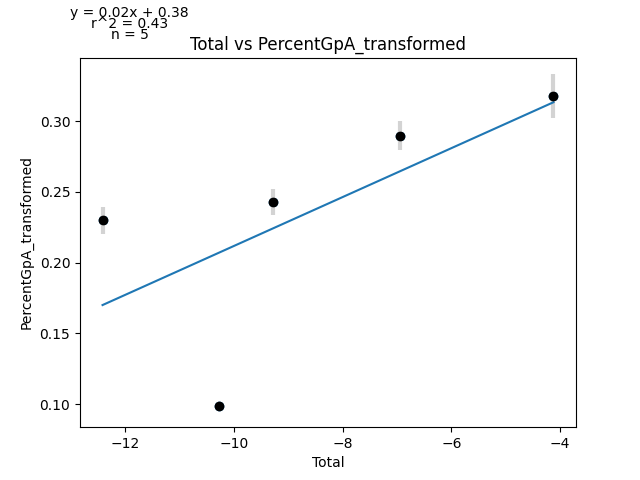 y = 0.02x + 0.38
r^2 = 0.43
n = 5
Total vs PercentGpA_transformed
PercentGpA_transformed
0.30
0.25
0.20
0.15
0.10
−12
−10
−8
−6
−4
Total